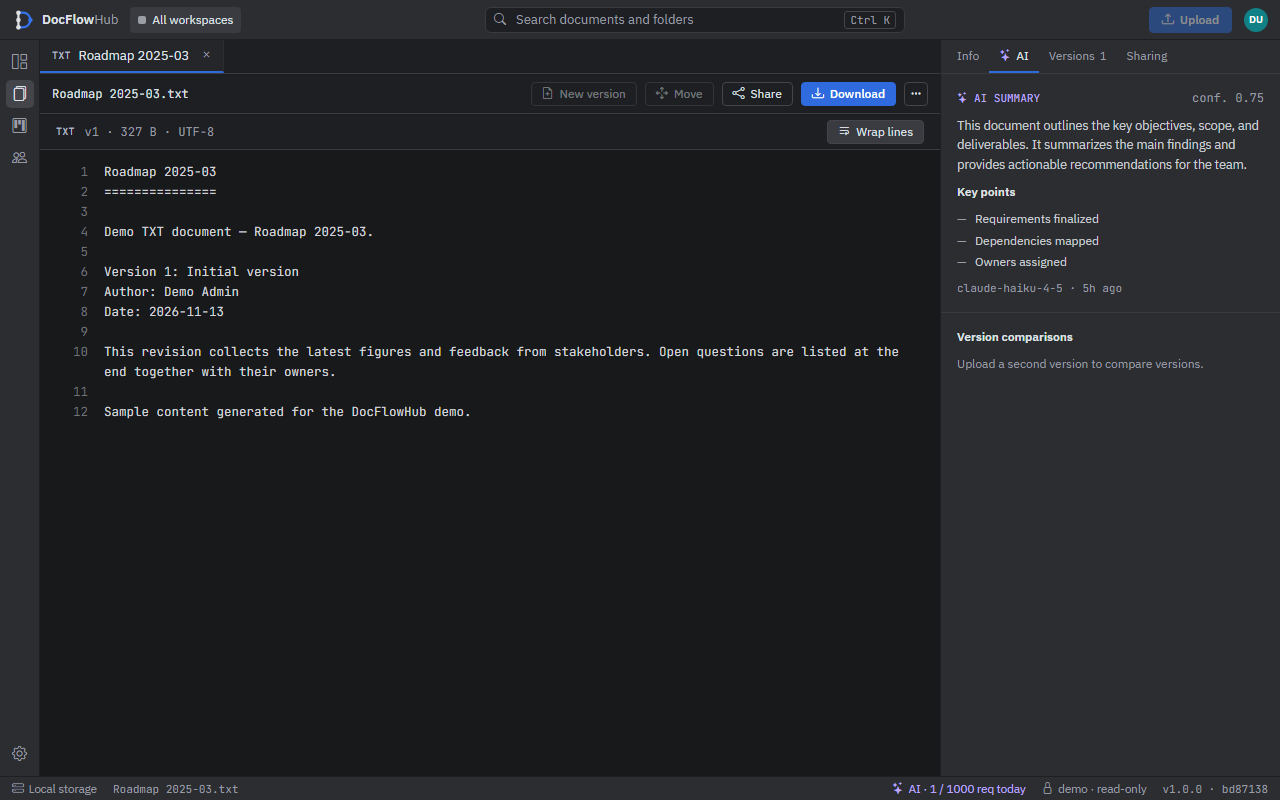 DocFlowHub
All workspaces
Search documents and folders
Ctrl K
Upload
DU
TXT Roadmap 2025-03 ×
Info
AI
Versions 1
Sharing
Roadmap 2025-03.txt
New version
Move
Share
Download
TXT v1 · 327 B · UTF-8
Wrap lines
1 Roadmap 2025-03
2 ===============
3
4 Demo TXT document — Roadmap 2025-03.
5
6 Version 1: Initial version
7 Author: Demo Admin
8 Date: 2026-11-13
9
10 This revision collects the latest figures and feedback from stakeholders. Open questions are listed at the
end together with their owners.
11
12 Sample content generated for the DocFlowHub demo.
AI SUMMARY
conf. 0.75
This document outlines the key objectives, scope, and
deliverables. It summarizes the main findings and
provides actionable recommendations for the team.
Key points
— Requirements finalized
— Dependencies mapped
— Owners assigned
claude-haiku-4-5 · 5h ago
Version comparisons
Upload a second version to compare versions.
Local storage
Roadmap 2025-03.txt
AI · 1 / 1000 req today
demo · read-only
v1.0.0 · bd87138